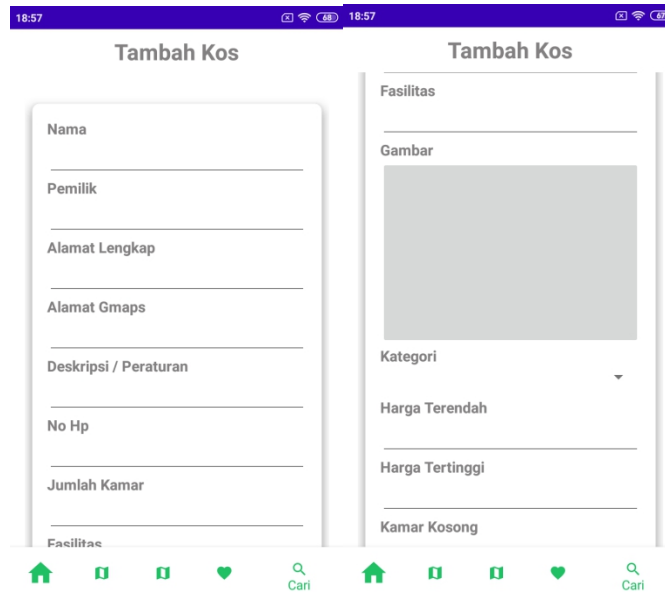 18:57
68
Tambah Kos
Nama
Pemilik
Alamat Lengkap
Alamat Gmaps
Deskripsi / Peraturan
No Hp
Jumlah Kamar
Fasilitas
Cari
18:57
67
Tambah Kos
Fasilitas
Gambar
Kategori
Harga Terendah
Harga Tertinggi
Kamar Kosong
Cari